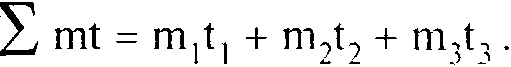 ∑ mt = m₁t₁ + m₂t₂ + m₃t₃.